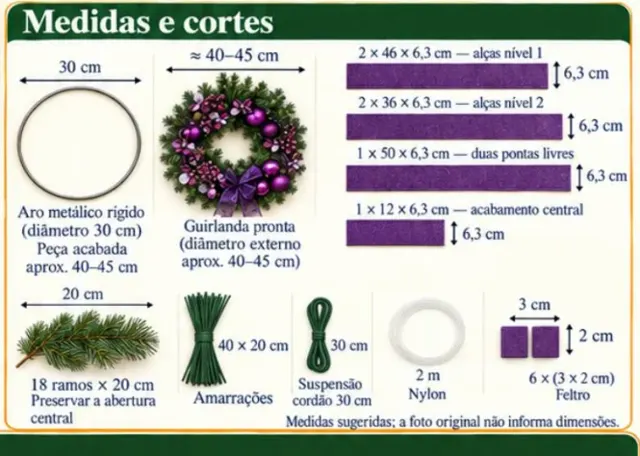 Medidas e cortes
30 cm
Aro metálico rígido
(diâmetro 30 cm)
Peça acabada
aprox. 40–45 cm
≈ 40–45 cm
Guirlanda pronta
(diâmetro externo
aprox. 40–45 cm)
2 × 46 × 6,3 cm — alças nível 1
6,3 cm
2 × 36 × 6,3 cm — alças nível 2
6,3 cm
1 × 50 × 6,3 cm — duas pontas livres
6,3 cm
1 × 12 × 6,3 cm — acabamento central
6,3 cm
20 cm
18 ramos × 20 cm
Preservar a abertura
central
40 × 20 cm
Amarrações
30 cm
Suspensão
cordão 30 cm
2 m
Nylon
3 cm
2 cm
6 × (3 × 2 cm)
Feltro
Medidas sugeridas; a foto original não informa dimensões.